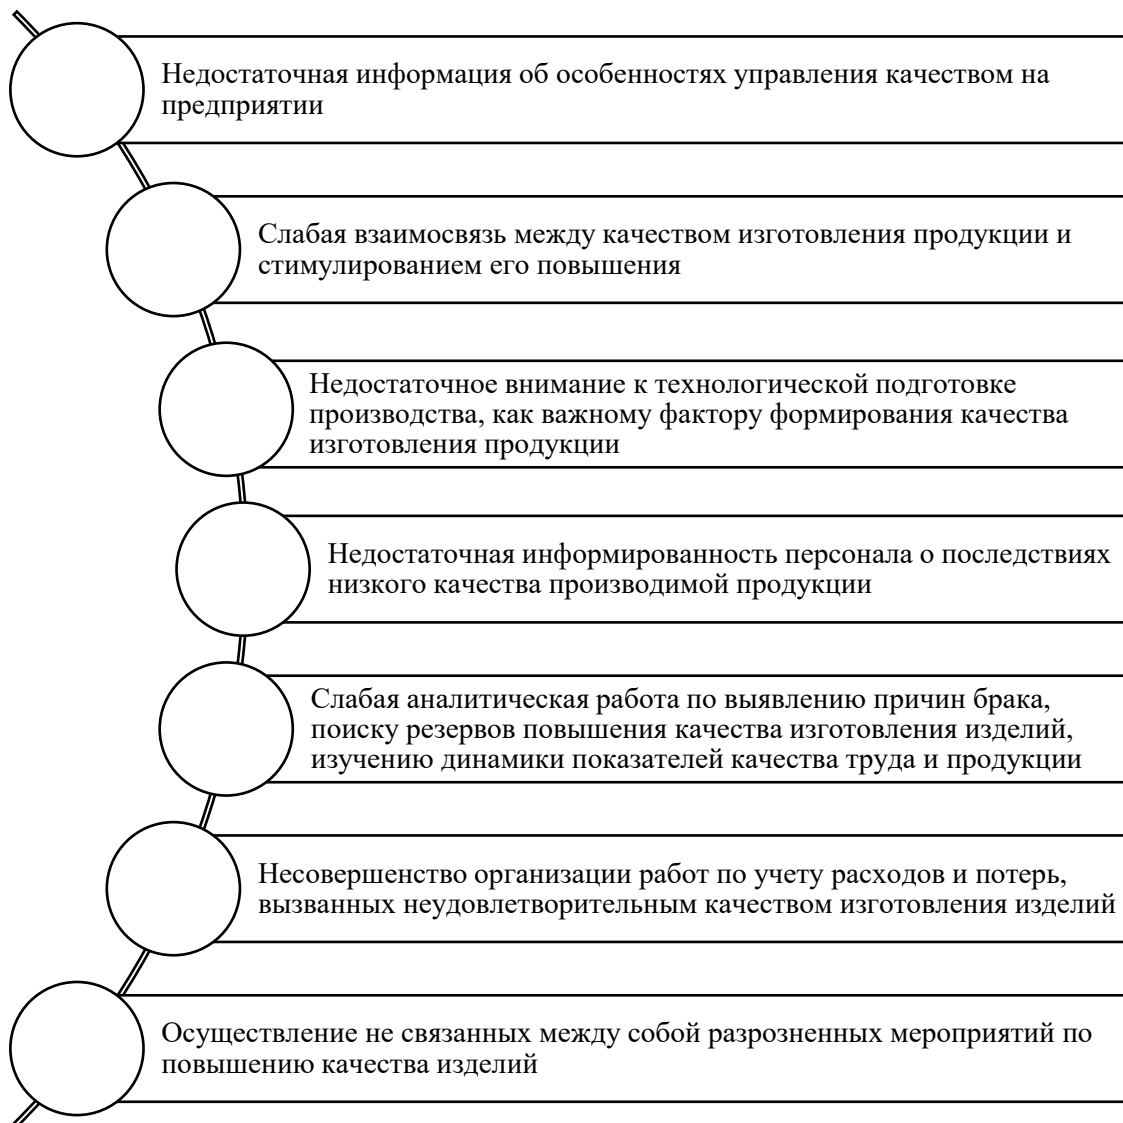 Недостаточная информация об особенностях управления качеством на
предприятии
Слабая взаимосвязь между качеством изготовления продукции и
стимулированием его повышения
Недостаточное внимание к технологической подготовке
производства, как важному фактору формирования качества
изготовления продукции
Недостаточная информированность персонала о последствиях
низкого качества производимой продукции
Слабая аналитическая работа по выявлению причин брака,
поиску резервов повышения качества изготовления изделий,
изучению динамики показателей качества труда и продукции
Несовершенство организации работ по учету расходов и потерь,
вызванных неудовлетворительным качеством изготовления изделий
Осуществление не связанных между собой разрозненных мероприятий по
повышению качества изделий